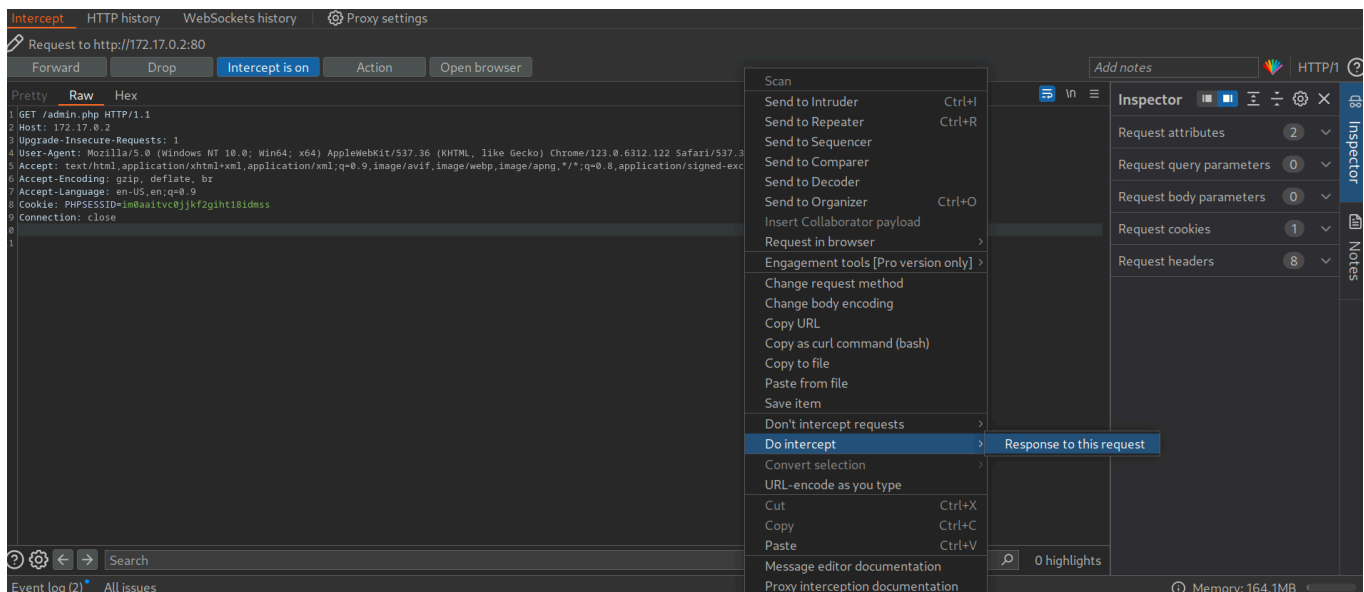 Intercept HTTP history WebSockets history Proxy settings
Request to http://172.17.0.2:80
Forward Drop Intercept is on Action Open browser Add notes HTTP/1
Pretty Raw Hex \n
1 GET /admin.php HTTP/1.1
2 Host: 172.17.0.2
3 Upgrade-Insecure-Requests: 1
4 User-Agent: Mozilla/5.0 (Windows NT 10.0; Win64; x64) AppleWebKit/537.36 (KHTML, like Gecko) Chrome/123.0.6312.122 Safari/537.3
5 Accept: text/html,application/xhtml+xml,application/xml;q=0.9,image/avif,image/webp,image/apng,*/*;q=0.8,application/signed-exc
6 Accept-Encoding: gzip, deflate, br
7 Accept-Language: en-US,en;q=0.9
8 Cookie: PHPSESSID=im0aaitvc0jjkf2giht18idmss
9 Connection: close
0
1
Scan
Send to Intruder Ctrl+I
Send to Repeater Ctrl+R
Send to Sequencer
Send to Comparer
Send to Decoder
Send to Organizer Ctrl+O
Insert Collaborator payload
Request in browser
Engagement tools [Pro version only]
Change request method
Change body encoding
Copy URL
Copy as curl command (bash)
Copy to file
Paste from file
Save item
Don't intercept requests
Do intercept
Response to this request
Convert selection
URL-encode as you type
Cut Ctrl+X
Copy Ctrl+C
Paste Ctrl+V
Message editor documentation
Proxy interception documentation
Inspector
Request attributes 2
Request query parameters 0
Request body parameters 0
Request cookies 1
Request headers 8
Inspector
Notes
Search
0 highlights
Event log (2) All issues
Memory: 164.1MB